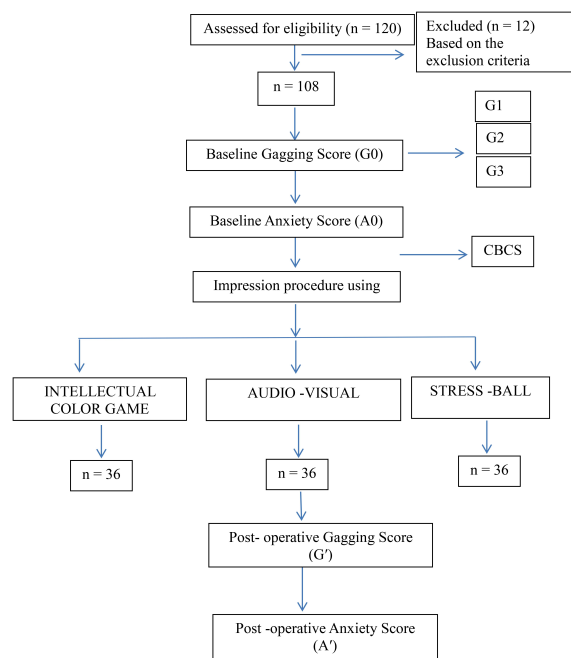 Assessed for eligibility (n = 120)
Excluded (n = 12)
Based on the
exclusion criteria
n = 108
Baseline Gagging Score (G0)
G1
G2
G3
Baseline Anxiety Score (A0)
CBCS
Impression procedure using
INTELLECTUAL
COLOR GAME
AUDIO -VISUAL
STRESS -BALL
n = 36
n = 36
n = 36
Post- operative Gagging Score
(G′)
Post -operative Anxiety Score
(A′)